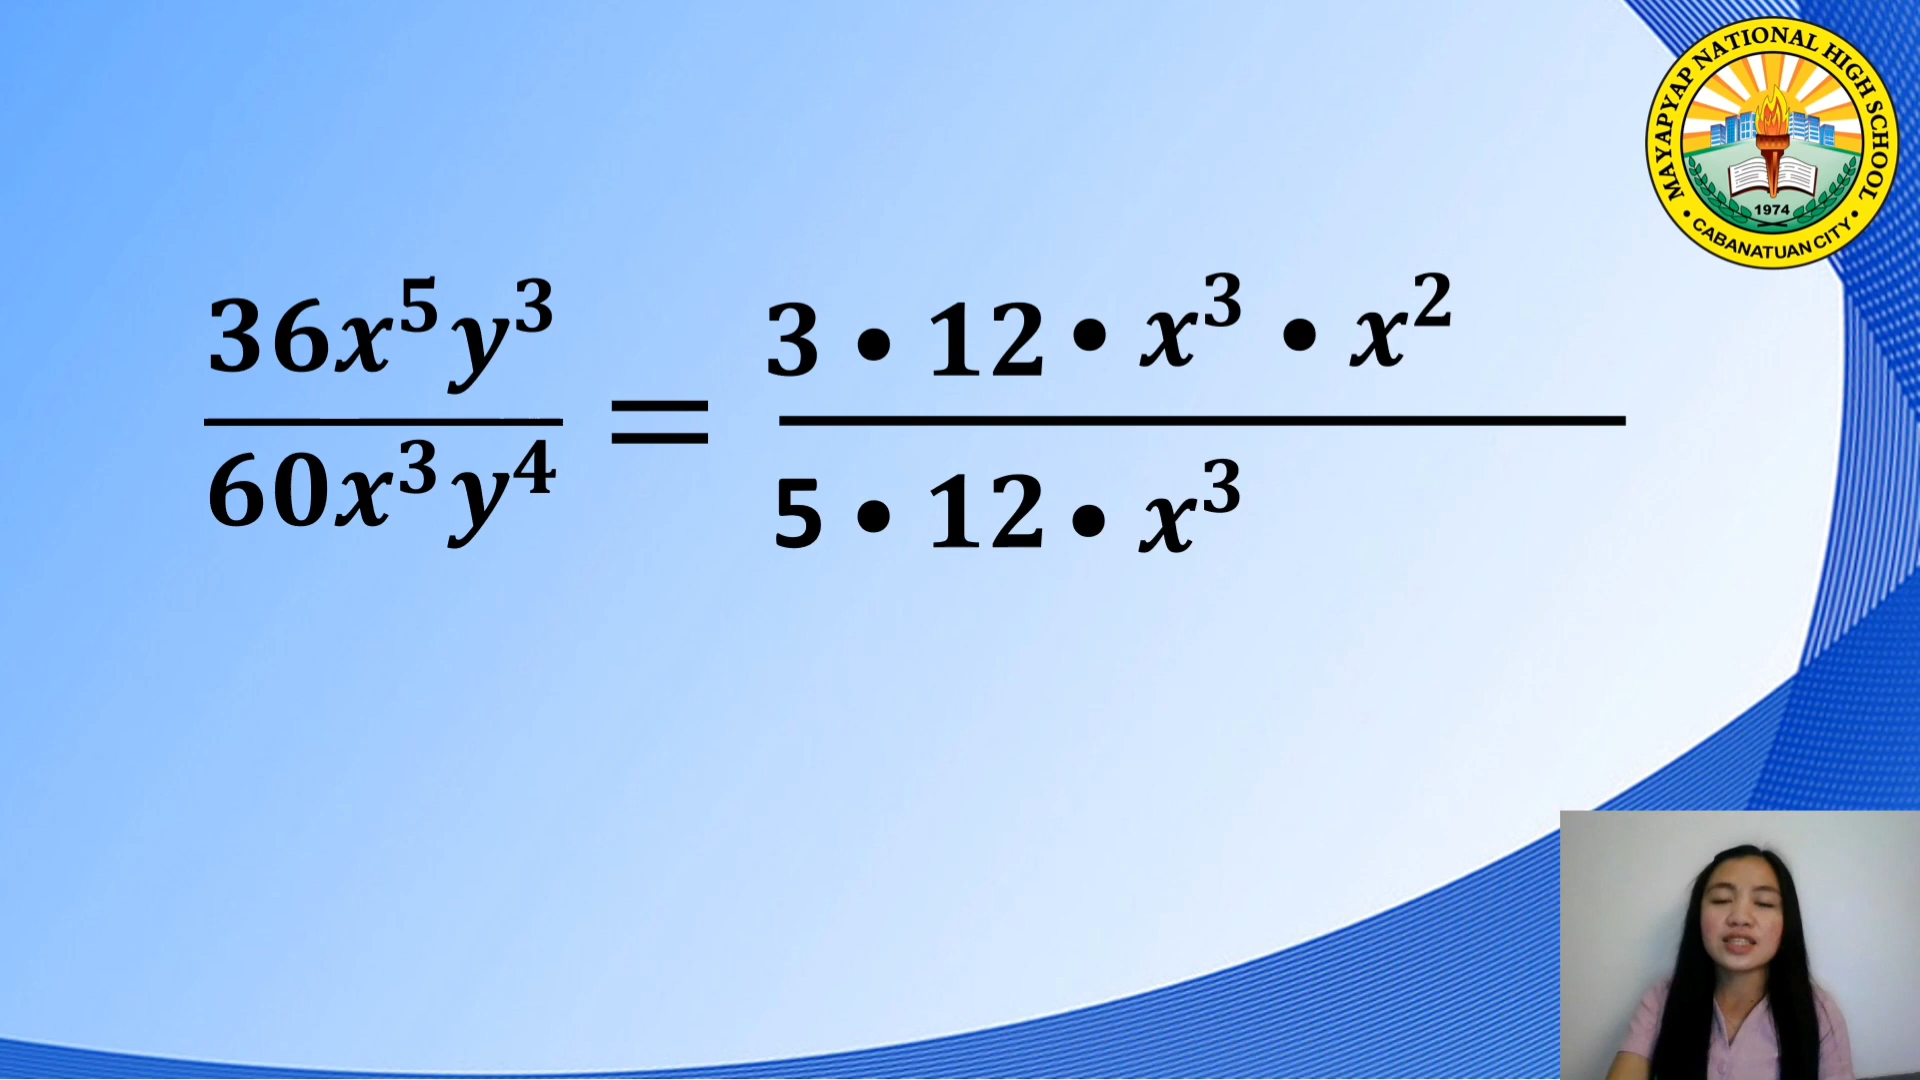 MAYAPYAP NATIONAL HIGH SCHOOL
1974
• CABANATUAN CITY •
36x⁵y³
60x³y⁴
=
3 • 12 • x³ • x²
5 • 12 • x³